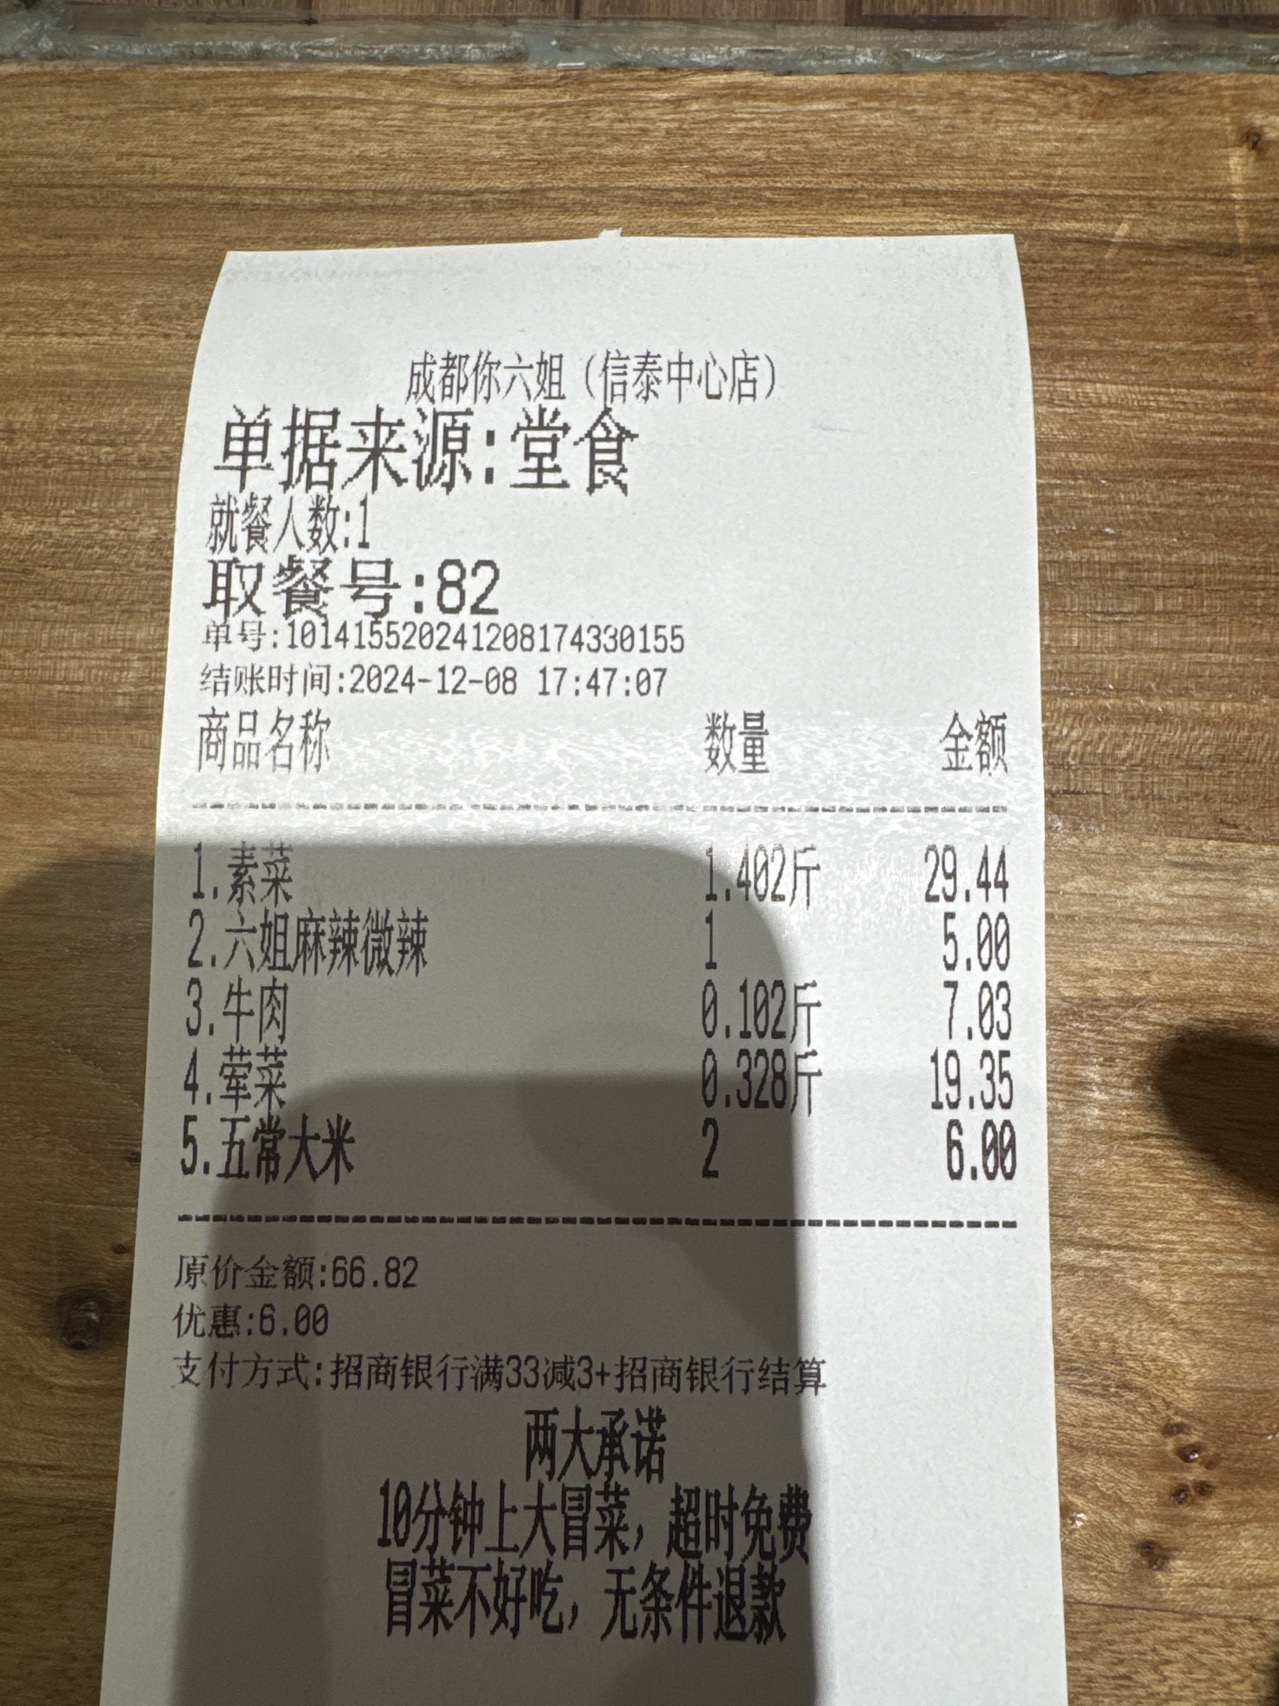 成都你六姐（信泰中心店）
单据来源:堂食
就餐人数:1
取餐号:82
单号:101415520241208174330155
结账时间:2024-12-08 17:47:07
商品名称 数量 金额
1.素菜 1.402斤 29.44
2.六姐麻辣微辣 1 5.00
3.牛肉 0.102斤 7.03
4.荤菜 0.328斤 19.35
5.五常大米 2 6.00
原价金额:66.82
优惠:6.00
支付方式:招商银行满33减3+招商银行结算
两大承诺
10分钟上大冒菜，超时免费
冒菜不好吃，无条件退款